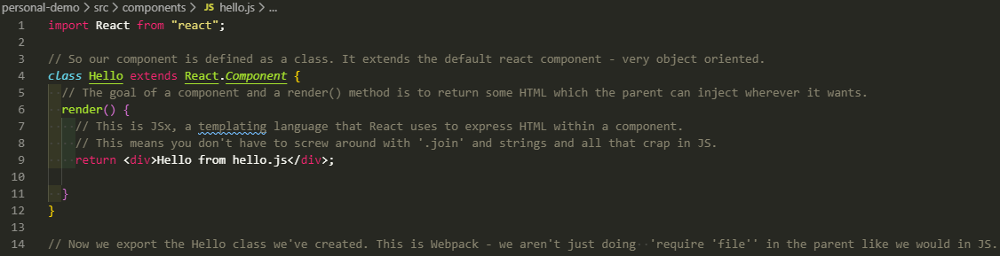 personal-demo > src > components > JS hello.js > ...
1 import React from "react";
2
3 // So our component is defined as a class. It extends the default react component - very object oriented.
4 class Hello extends React.Component {
5 // The goal of a component and a render() method is to return some HTML which the parent can inject wherever it wants.
6 render() {
7 // This is JSx, a templating language that React uses to express HTML within a component.
8 // This means you don't have to screw around with '.join' and strings and all that crap in JS.
9 return <div>Hello from hello.js</div>;
10
11 }
12 }
13
14 // Now we export the Hello class we've created. This is Webpack - we aren't just doing  'require 'file'' in the parent like we would in JS.